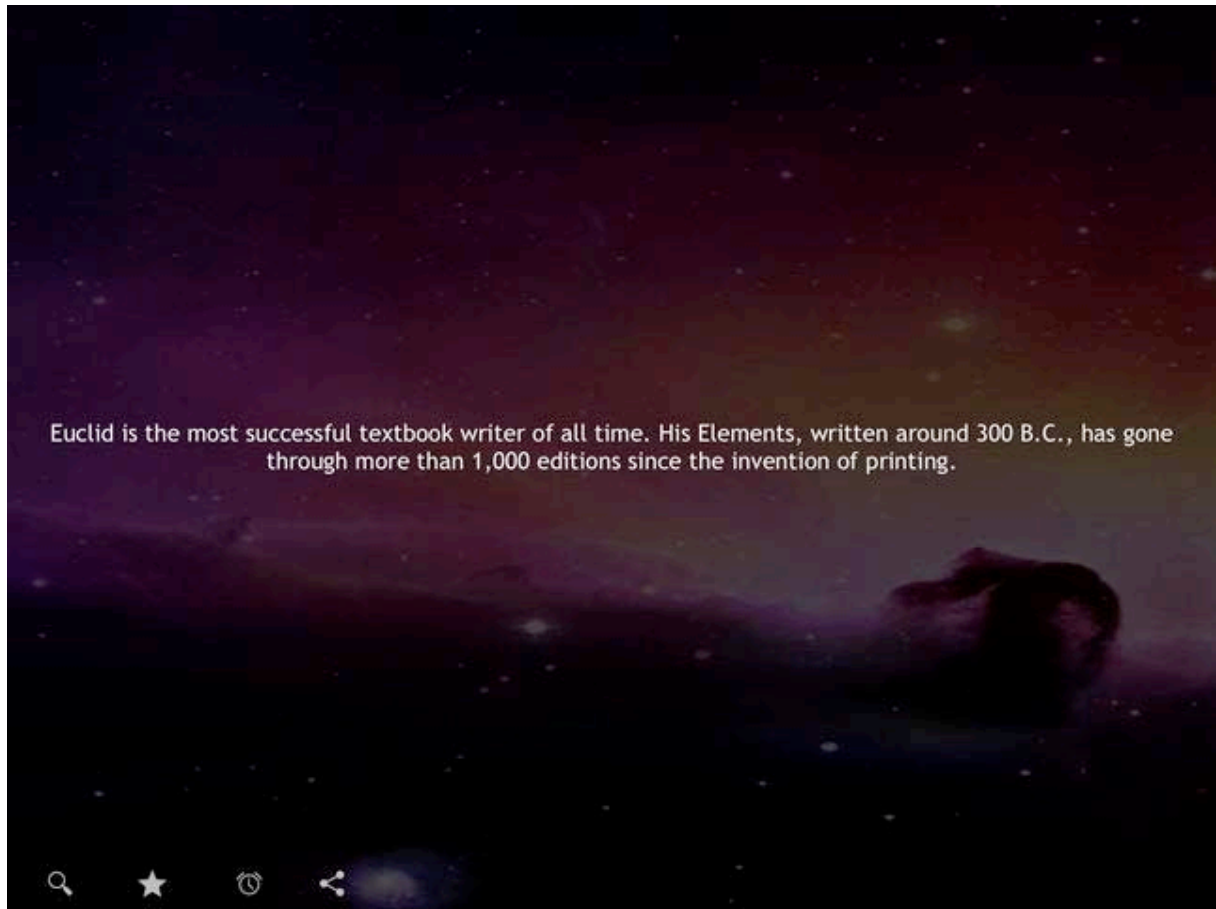 Euclid is the most successful textbook writer of all time. His Elements, written around 300 B.C., has gone
through more than 1,000 editions since the invention of printing.